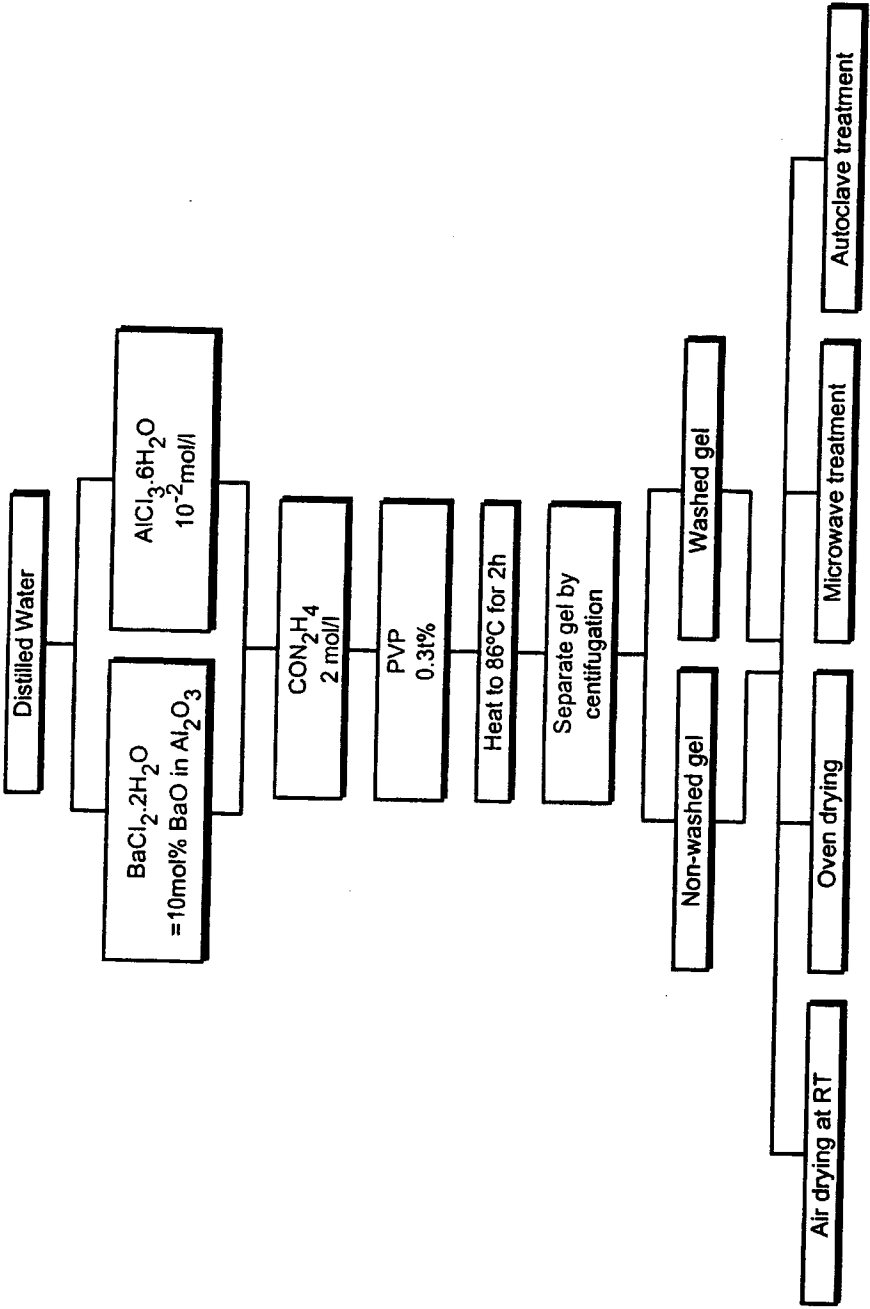 Distilled Water
BaCl₂.2H₂O
=10mol% BaO in Al₂O₃
AlCl₃.6H₂O
10⁻²mol/l
CON₂H₄
2 mol/l
PVP
0.3t%
Heat to 86ºC for 2h
Separate gel by
centifugation
Non-washed gel
Washed gel
Air drying at RT
Oven drying
Microwave treatment
Autoclave treatment